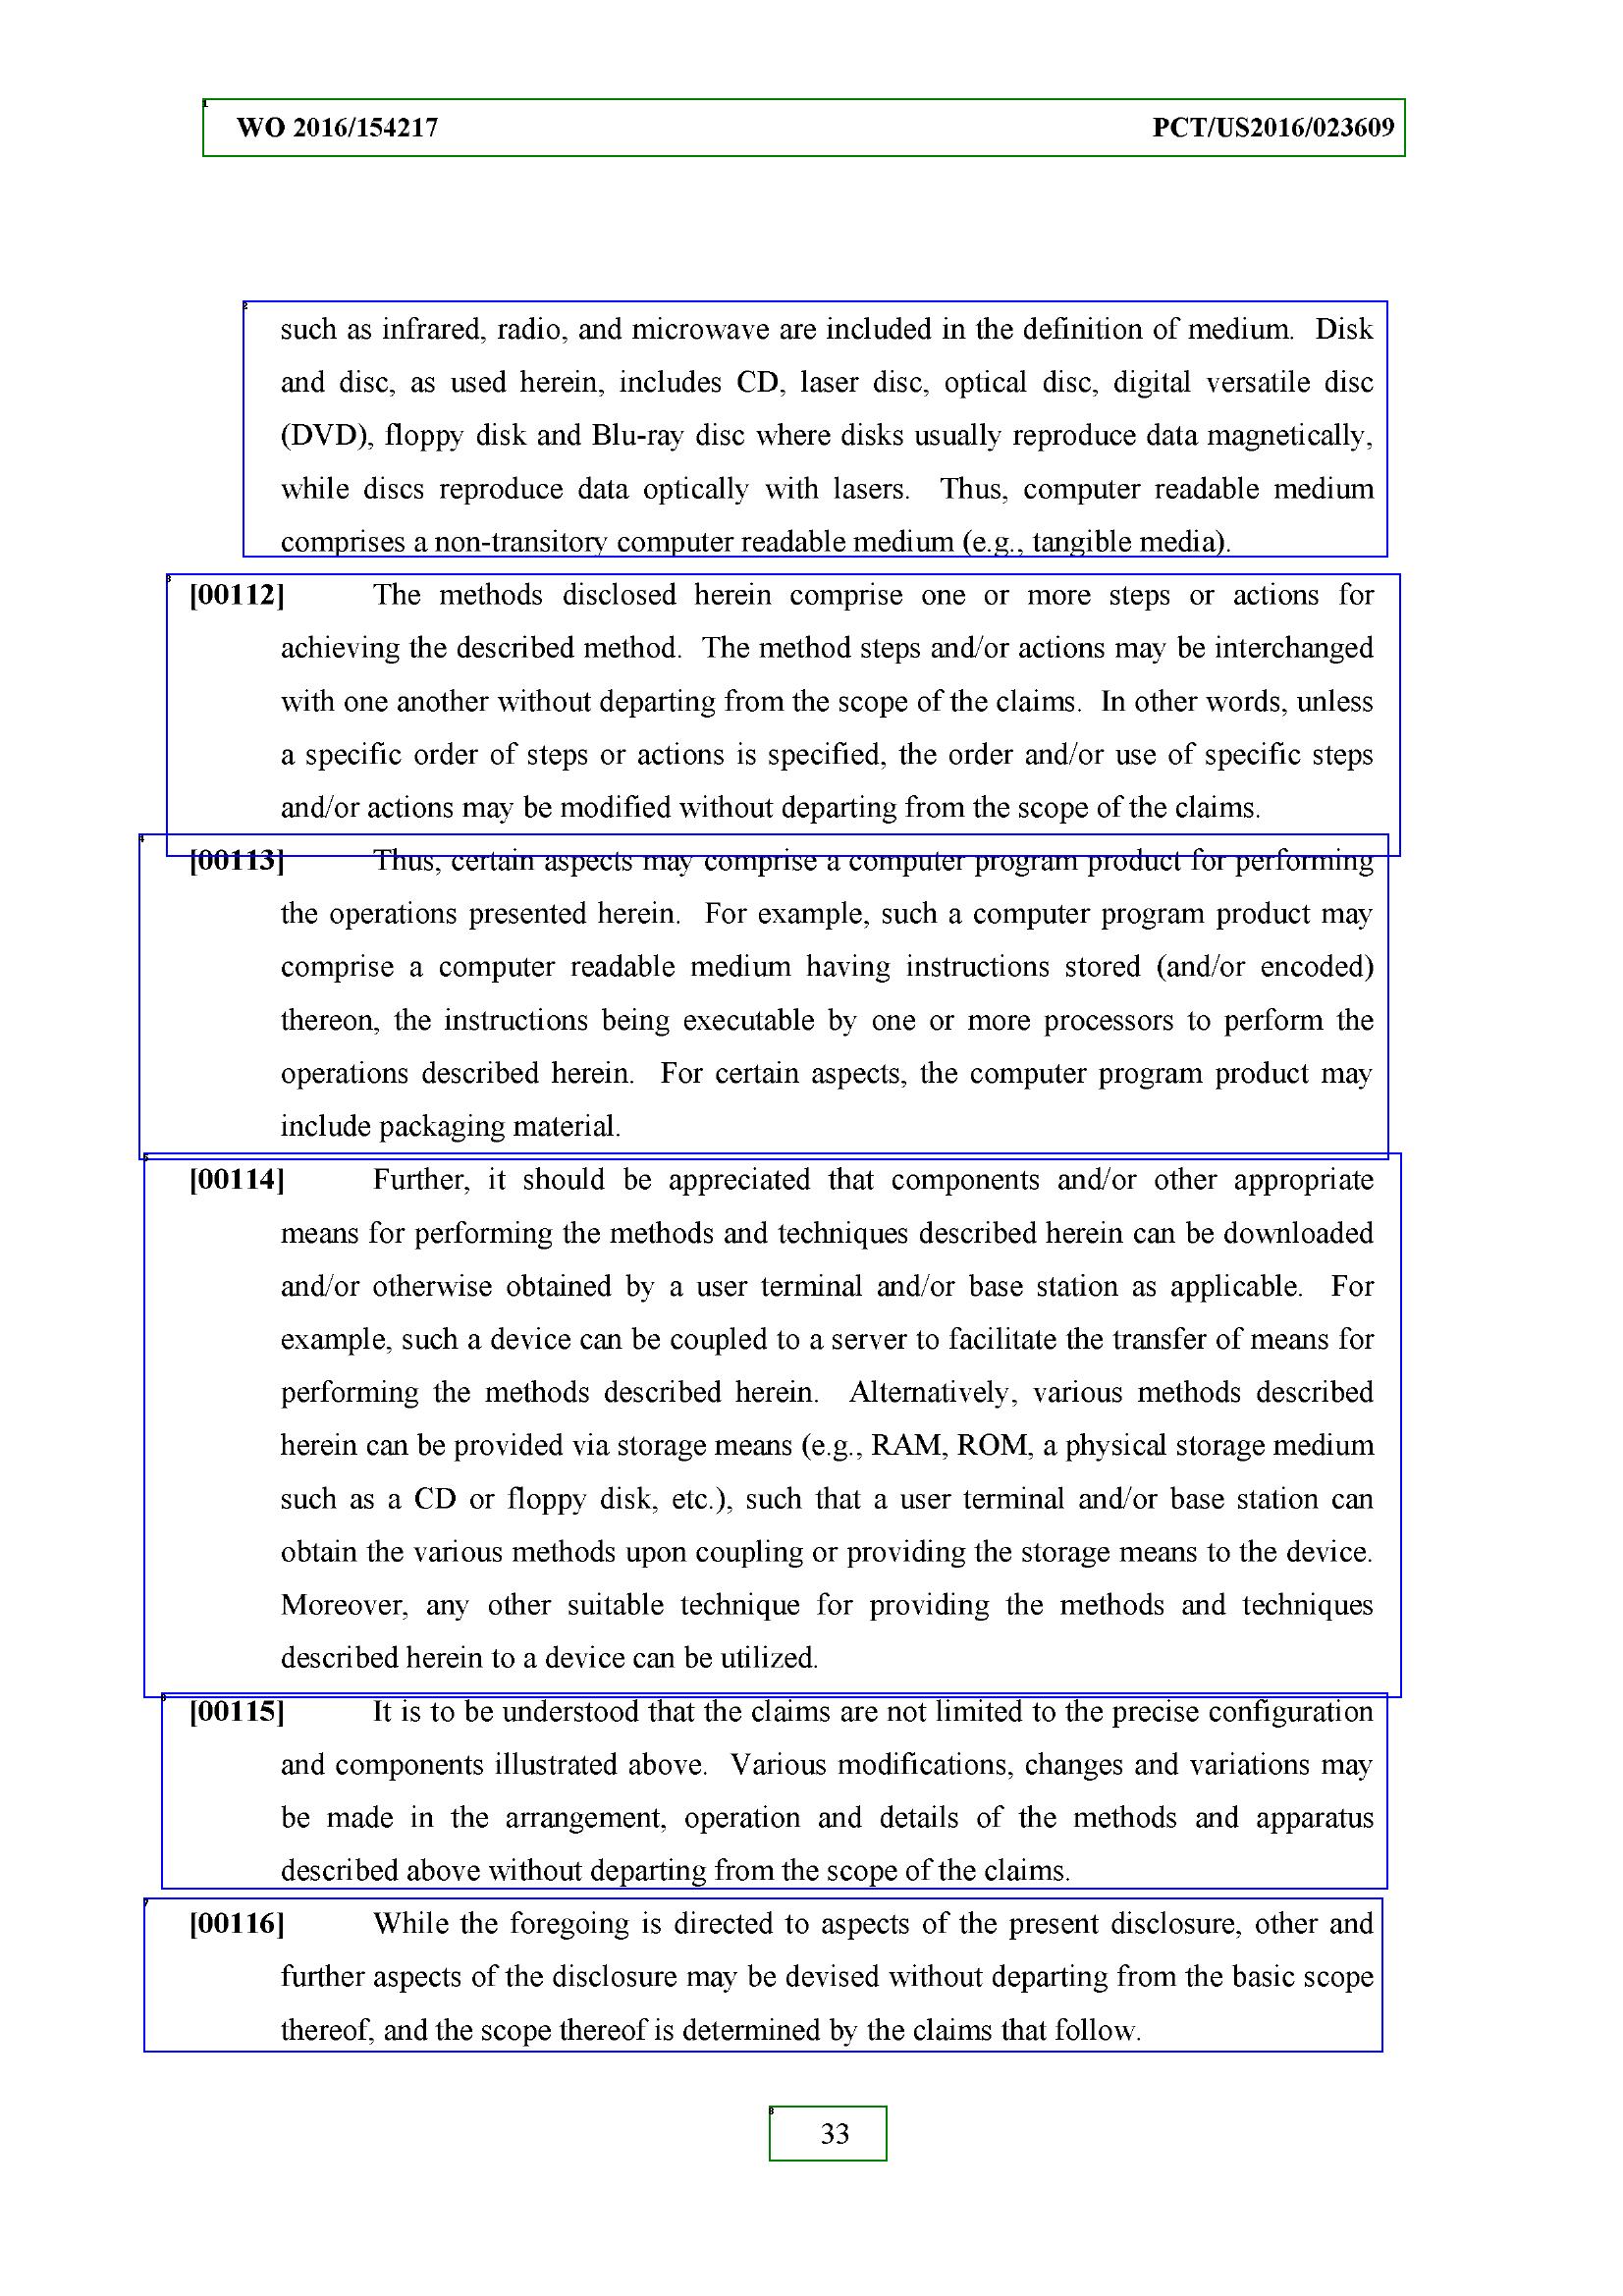 WO 2016/154217 PCT/US2016/023609
such as infrared, radio, and microwave are included in the definition of medium. Disk
and disc, as used herein, includes CD, laser disc, optical disc, digital versatile disc
(DVD), floppy disk and Blu-ray disc where disks usually reproduce data magnetically,
while discs reproduce data optically with lasers. Thus, computer readable medium
comprises a non-transitory computer readable medium (e.g., tangible media).
[00112] The methods disclosed herein comprise one or more steps or actions for
achieving the described method. The method steps and/or actions may be interchanged
with one another without departing from the scope of the claims. In other words, unless
a specific order of steps or actions is specified, the order and/or use of specific steps
and/or actions may be modified without departing from the scope of the claims.
[00113] Thus, certain aspects may comprise a computer program product for performing
the operations presented herein. For example, such a computer program product may
comprise a computer readable medium having instructions stored (and/or encoded)
thereon, the instructions being executable by one or more processors to perform the
operations described herein. For certain aspects, the computer program product may
include packaging material.
[00114] Further, it should be appreciated that components and/or other appropriate
means for performing the methods and techniques described herein can be downloaded
and/or otherwise obtained by a user terminal and/or base station as applicable. For
example, such a device can be coupled to a server to facilitate the transfer of means for
performing the methods described herein. Alternatively, various methods described
herein can be provided via storage means (e.g., RAM, ROM, a physical storage medium
such as a CD or floppy disk, etc.), such that a user terminal and/or base station can
obtain the various methods upon coupling or providing the storage means to the device.
Moreover, any other suitable technique for providing the methods and techniques
described herein to a device can be utilized.
[00115] It is to be understood that the claims are not limited to the precise configuration
and components illustrated above. Various modifications, changes and variations may
be made in the arrangement, operation and details of the methods and apparatus
described above without departing from the scope of the claims.
[00116] While the foregoing is directed to aspects of the present disclosure, other and
further aspects of the disclosure may be devised without departing from the basic scope
thereof, and the scope thereof is determined by the claims that follow.
33